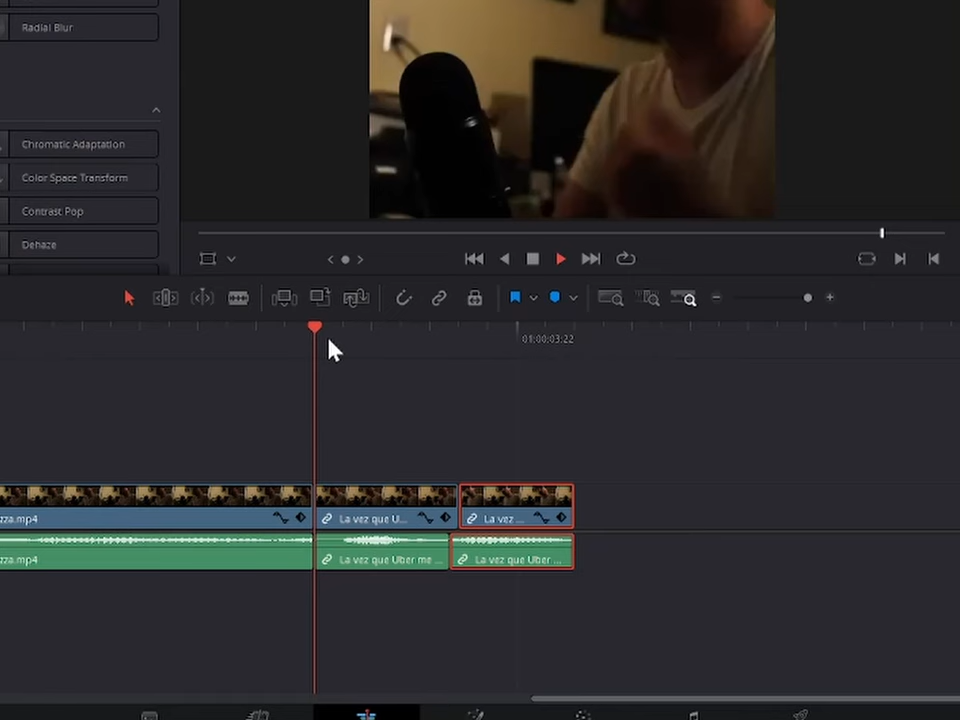 Radial Blur
Chromatic Adaptation
Color Space Transform
Contrast Pop
Dehaze
01:00:03:22
zza.mp4
La vez que U...
La vez ...
zza.mp4
La vez que Uber me ...
La vez que Uber ...